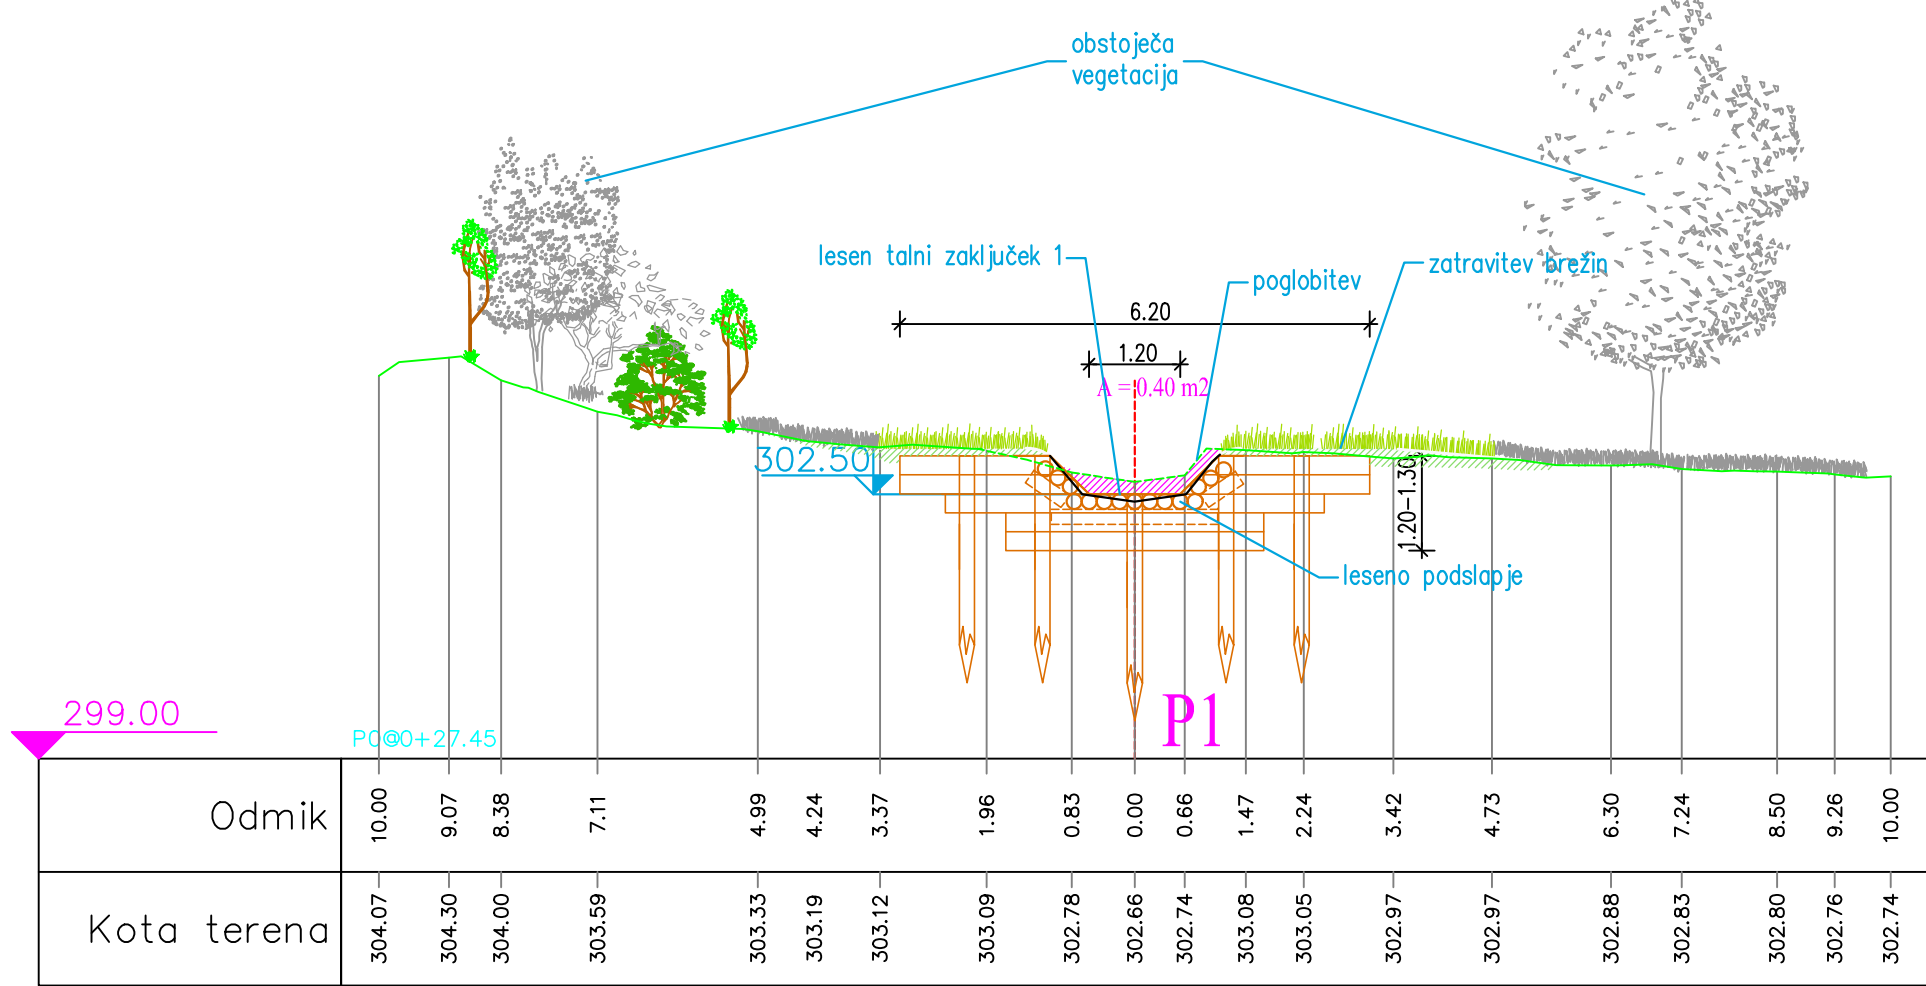 obstoječa
vegetacija
lesen talni zaključek 1
poglobitev
zatravitev brežin
6.20
1.20
A = 0.40 m2
302.50
1.20-1.30
leseno podslapje
P1
299.00
P0@0+27.45
Odmik 10.00 9.07 8.38 7.11 4.99 4.24 3.37 1.96 0.83 0.00 0.66 1.47 2.24 3.42 4.73 6.30 7.24 8.50 9.26 10.00
Kota terena 304.07 304.30 304.00 303.59 303.33 303.19 303.12 303.09 302.78 302.66 302.74 303.08 303.05 302.97 302.97 302.88 302.83 302.80 302.76 302.74